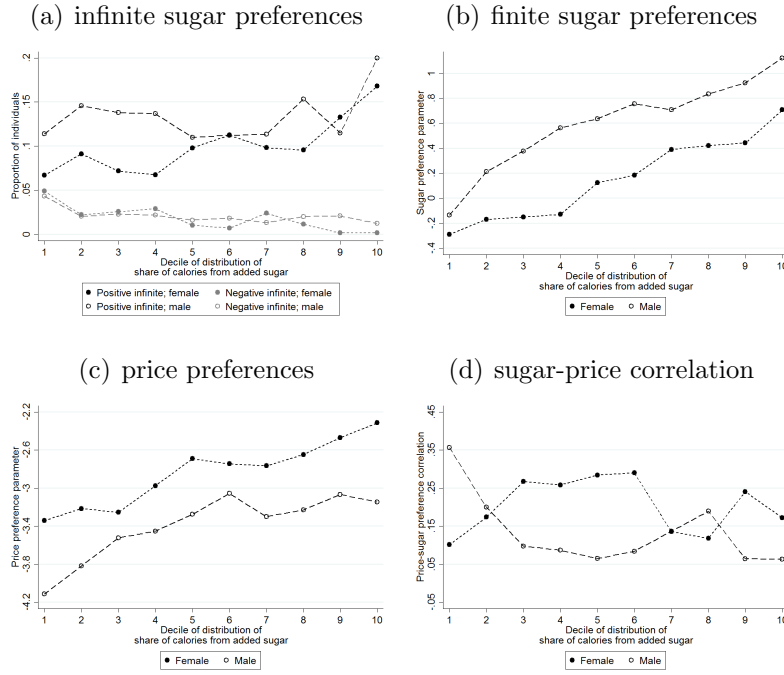 (a) infinite sugar preferences
Proportion of individuals
.2
.15
.1
.05
0
1 2 3 4 5 6 7 8 9 10
Decile of distribution of
share of calories from added sugar
Positive infinite; female Negative infinite; female
Positive infinite; male Negative infinite; male
(b) finite sugar preferences
Sugar preference parameter
1
.8
.6
.4
.2
0
-.2
-.4
1 2 3 4 5 6 7 8 9 10
Decile of distribution of
share of calories from added sugar
Female Male
(c) price preferences
Price preference parameter
-2.2
-2.6
-3
-3.4
-3.8
-4.2
1 2 3 4 5 6 7 8 9 10
Decile of distribution of
share of calories from added sugar
Female Male
(d) sugar-price correlation
Price-sugar preference correlation
.45
.35
.25
.15
.05
-.05
1 2 3 4 5 6 7 8 9 10
Decile of distribution of
share of calories from added sugar
Female Male